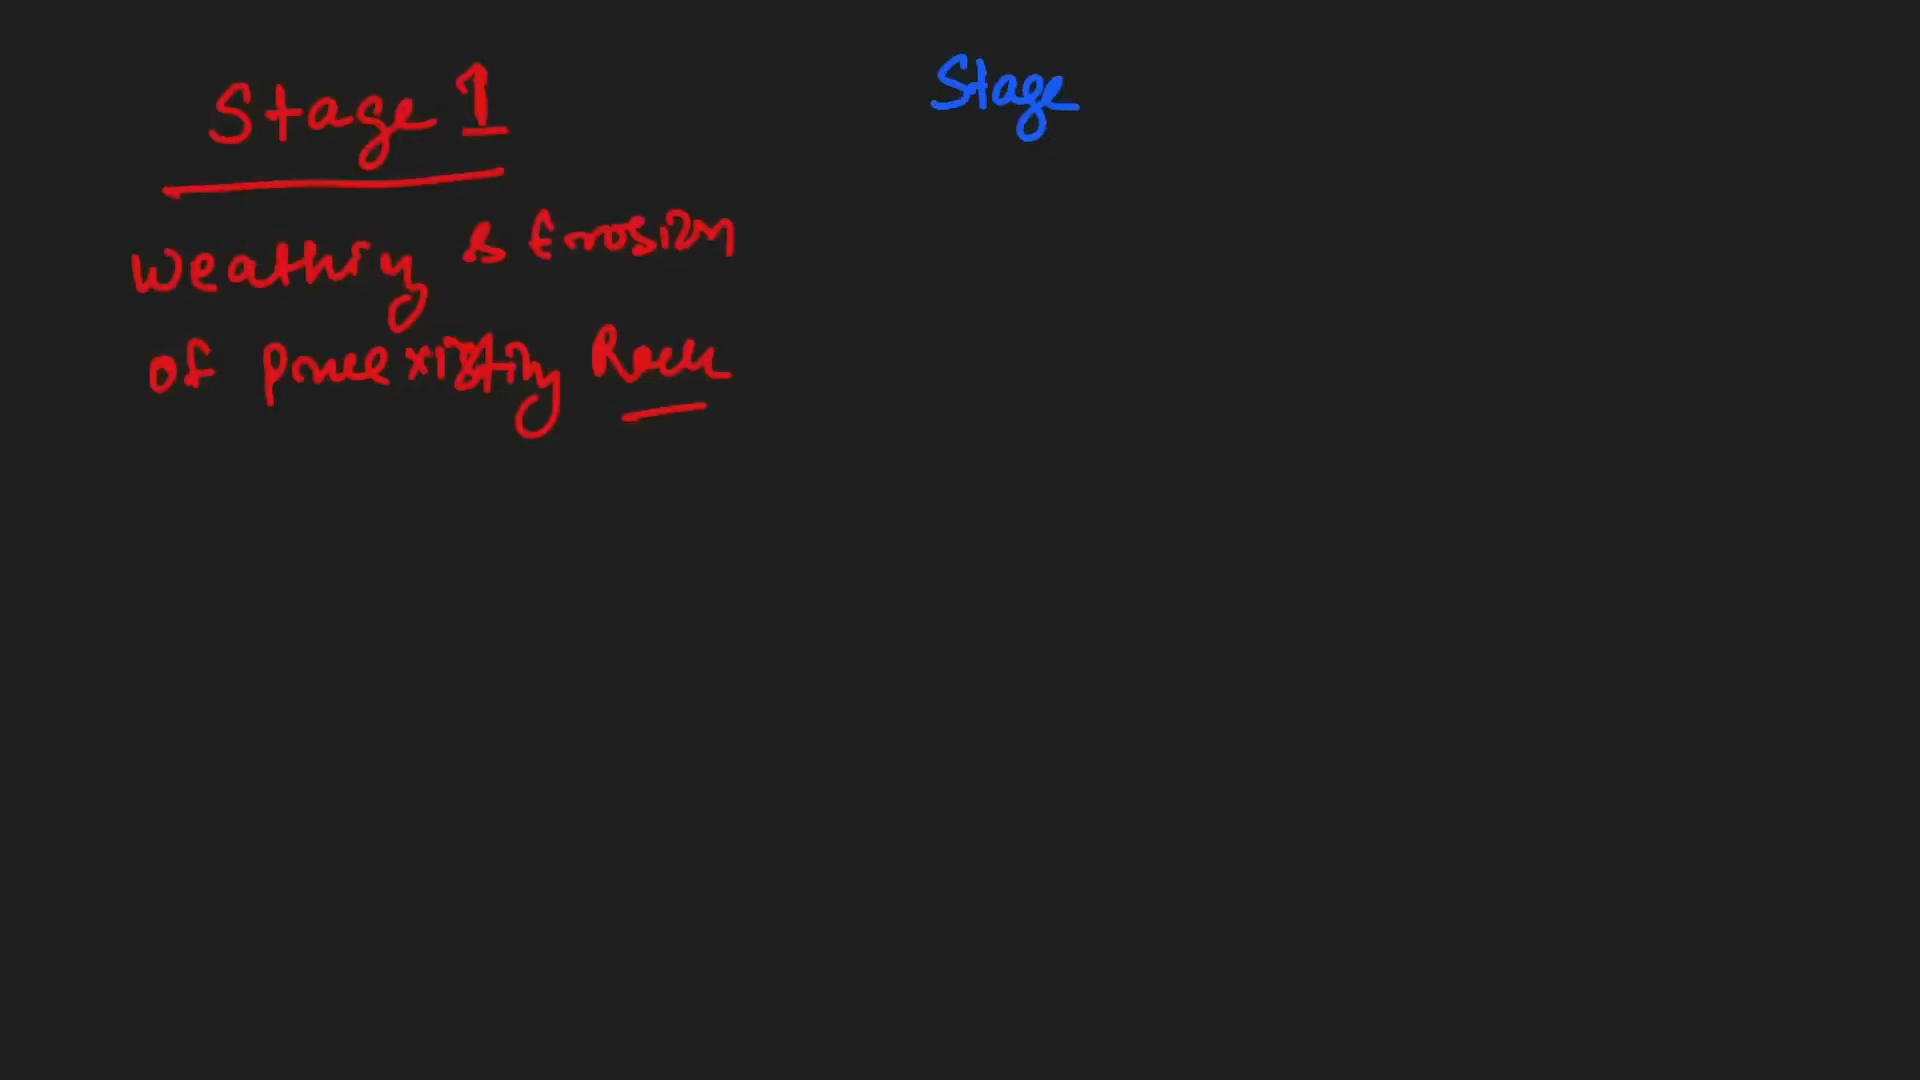 Stage 1
Weathring & Erosion
of preexisting Rock
Stage